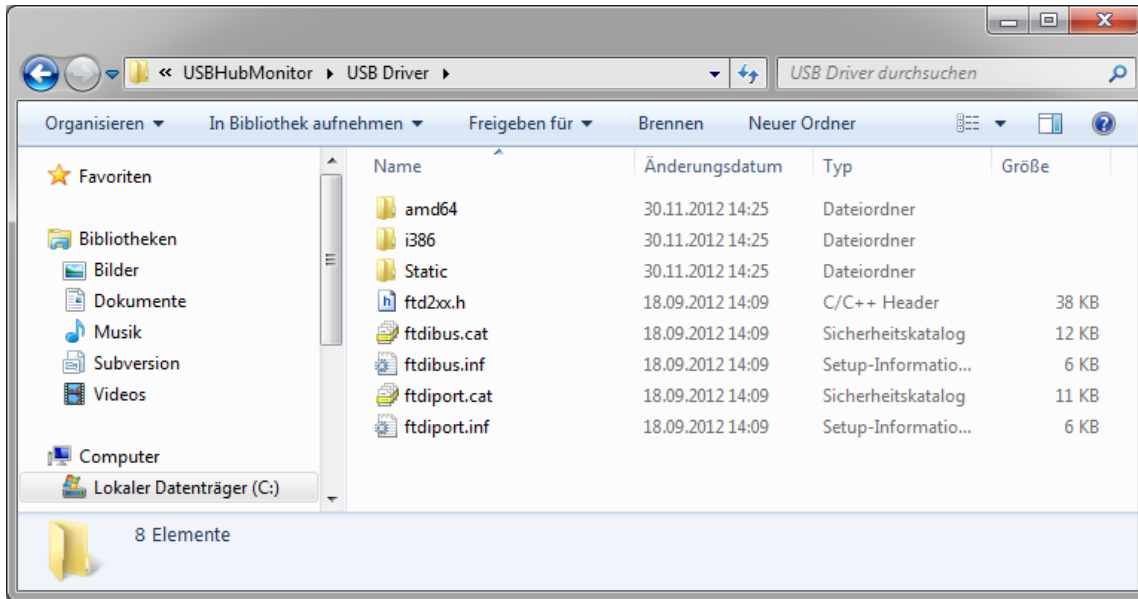 « USBHubMonitor ▸ USB Driver ▸ USB Driver durchsuchen
Organisieren In Bibliothek aufnehmen Freigeben für Brennen Neuer Ordner
Favoriten
Bibliotheken
Bilder
Dokumente
Musik
Subversion
Videos
Computer
Lokaler Datenträger (C:)
Name Änderungsdatum Typ Größe
amd64 30.11.2012 14:25 Dateiordner
i386 30.11.2012 14:25 Dateiordner
Static 30.11.2012 14:25 Dateiordner
ftd2xx.h 18.09.2012 14:09 C/C++ Header 38 KB
ftdibus.cat 18.09.2012 14:09 Sicherheitskatalog 12 KB
ftdibus.inf 18.09.2012 14:09 Setup-Informatio... 6 KB
ftdiport.cat 18.09.2012 14:09 Sicherheitskatalog 11 KB
ftdiport.inf 18.09.2012 14:09 Setup-Informatio... 6 KB
8 Elemente